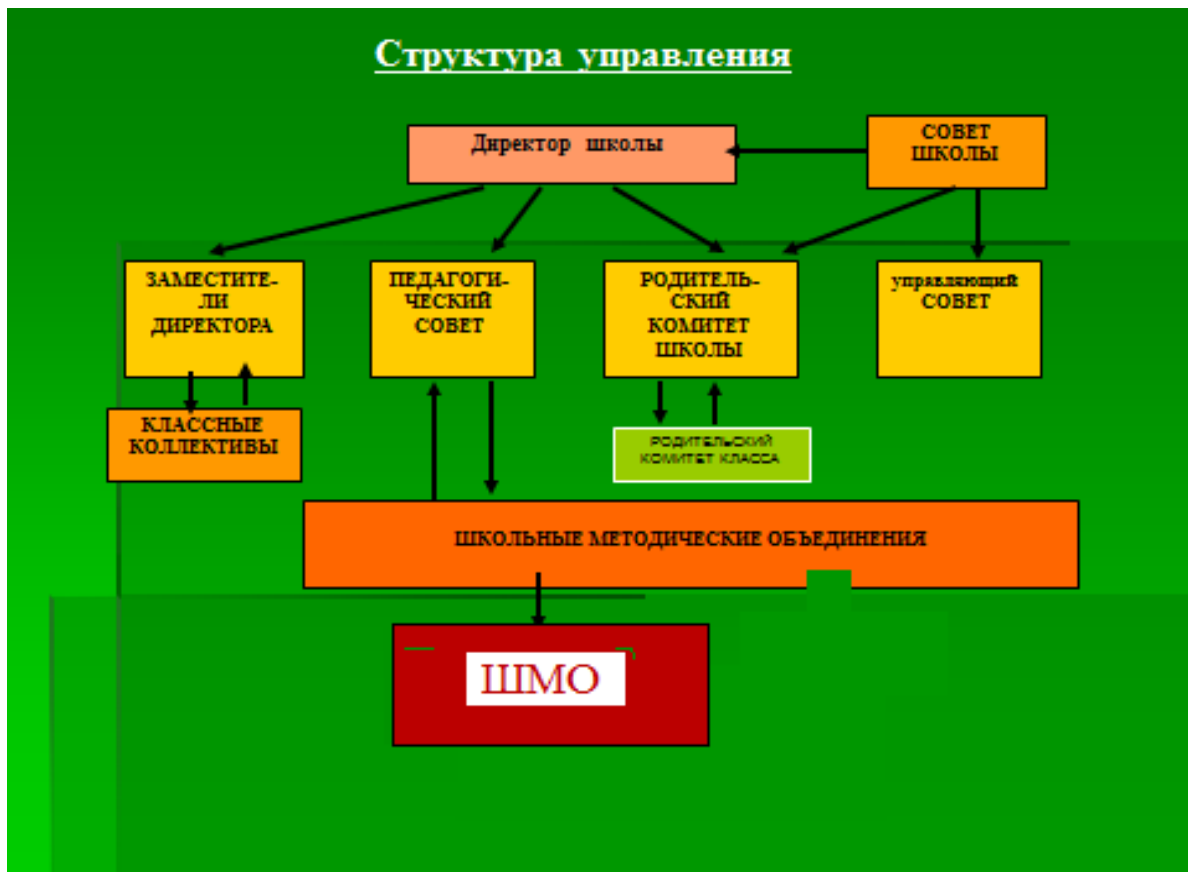 Структура управления
Директор школы
СОВЕТ
ШКОЛЫ
ЗАМЕСТИТЕ-
ЛИ
ДИРЕКТОРА
ПЕДАГОГИ-
ЧЕСКИЙ
СОВЕТ
РОДИТЕЛЬ-
СКИЙ
КОМИТЕТ
ШКОЛЫ
управляющий
СОВЕТ
КЛАССНЫЕ
КОЛЛЕКТИВЫ
РОДИТЕЛЬСКИЙ
КОМИТЕТ КЛАССА
ШКОЛЬНЫЕ МЕТОДИЧЕСКИЕ ОБЪЕДИНЕНИЯ
ШМО